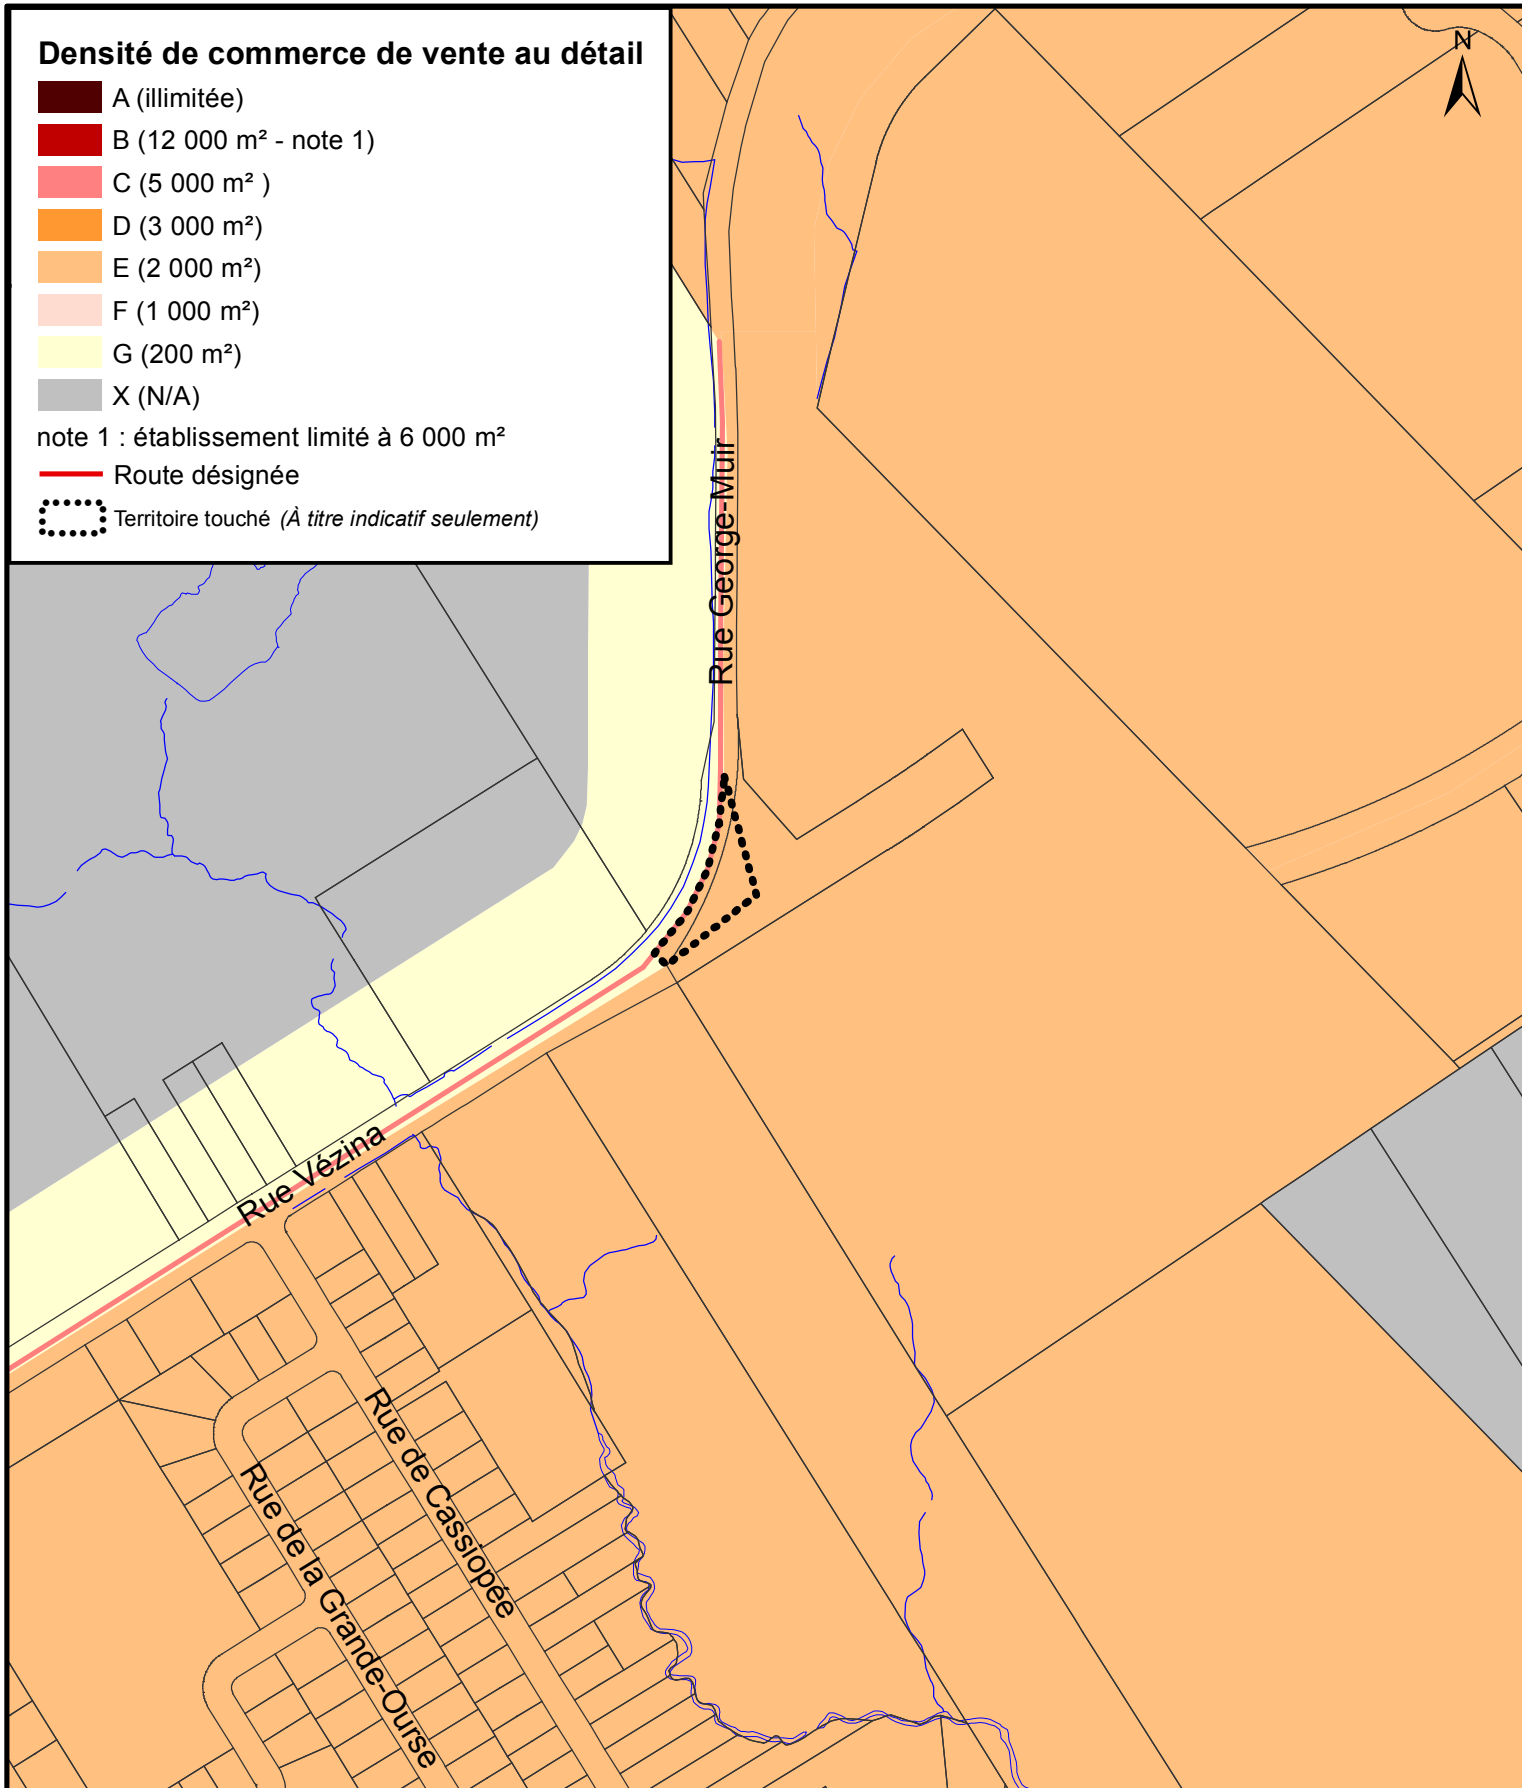 Densité de commerce de vente au détail
A (illimitée)
B (12 000 m² - note 1)
C (5 000 m² )
D (3 000 m²)
E (2 000 m²)
F (1 000 m²)
G (200 m²)
X (N/A)
note 1 : établissement limité à 6 000 m²
Route désignée
Territoire touché (À titre indicatif seulement)
N
Rue George-Muir
Rue Vézina
Rue de Cassiopée
Rue de la Grande-Ourse